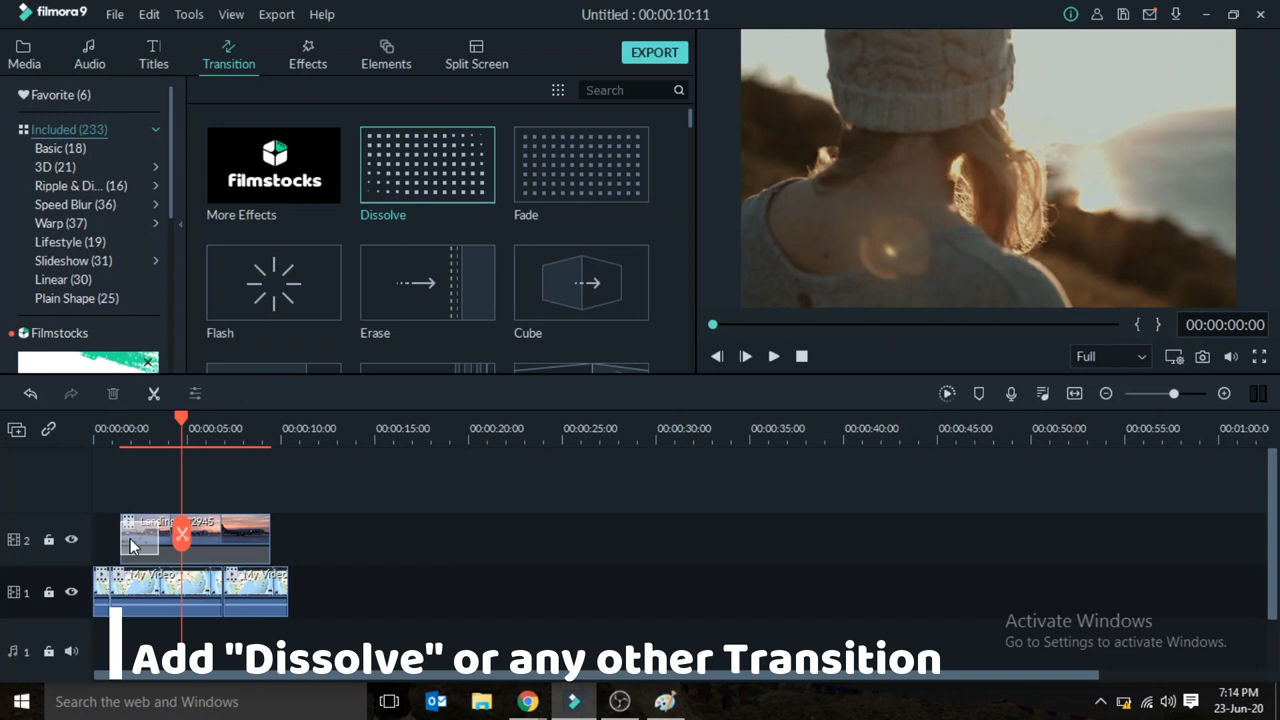 filmora9 File Edit Tools View Export Help Untitled : 00:00:10:11
Media Audio Titles Transition Effects Elements Split Screen EXPORT
Favorite (6)
Search
Included (233)
Basic (18)
3D (21)
Ripple & Di... (16)
Speed Blur (36)
Warp (37)
Lifestyle (19)
Slideshow (31)
Linear (30)
Plain Shape (25)
Filmstocks
filmstocks
More Effects Dissolve Fade
Flash Erase Cube
00:00:00:00
Full
00:00:00:00 00:00:05:00 00:00:10:00 00:00:15:00 00:00:20:00 00:00:25:00 00:00:30:00 00:00:35:00 00:00:40:00 00:00:45:00 00:00:50:00 00:00:55:00 00:01:00:0
2
2945
1
My Video My Video
1
Add "Dissolve" or any other Transition
Activate Windows
Go to Settings to activate Windows.
Search the web and Windows
7:14 PM
23-Jun-20